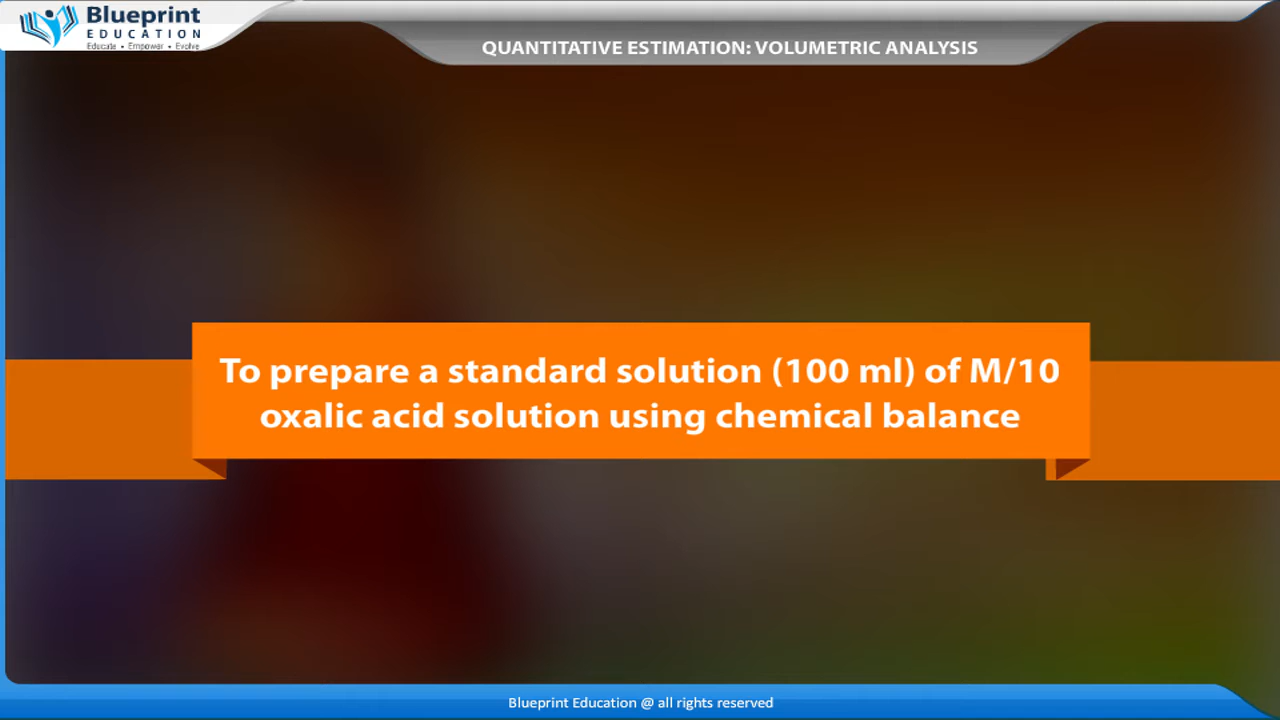 Blueprint
EDUCATION
Educate • Empower • Evolve
QUANTITATIVE ESTIMATION: VOLUMETRIC ANALYSIS
To prepare a standard solution (100 ml) of M/10
oxalic acid solution using chemical balance
Blueprint Education @ all rights reserved